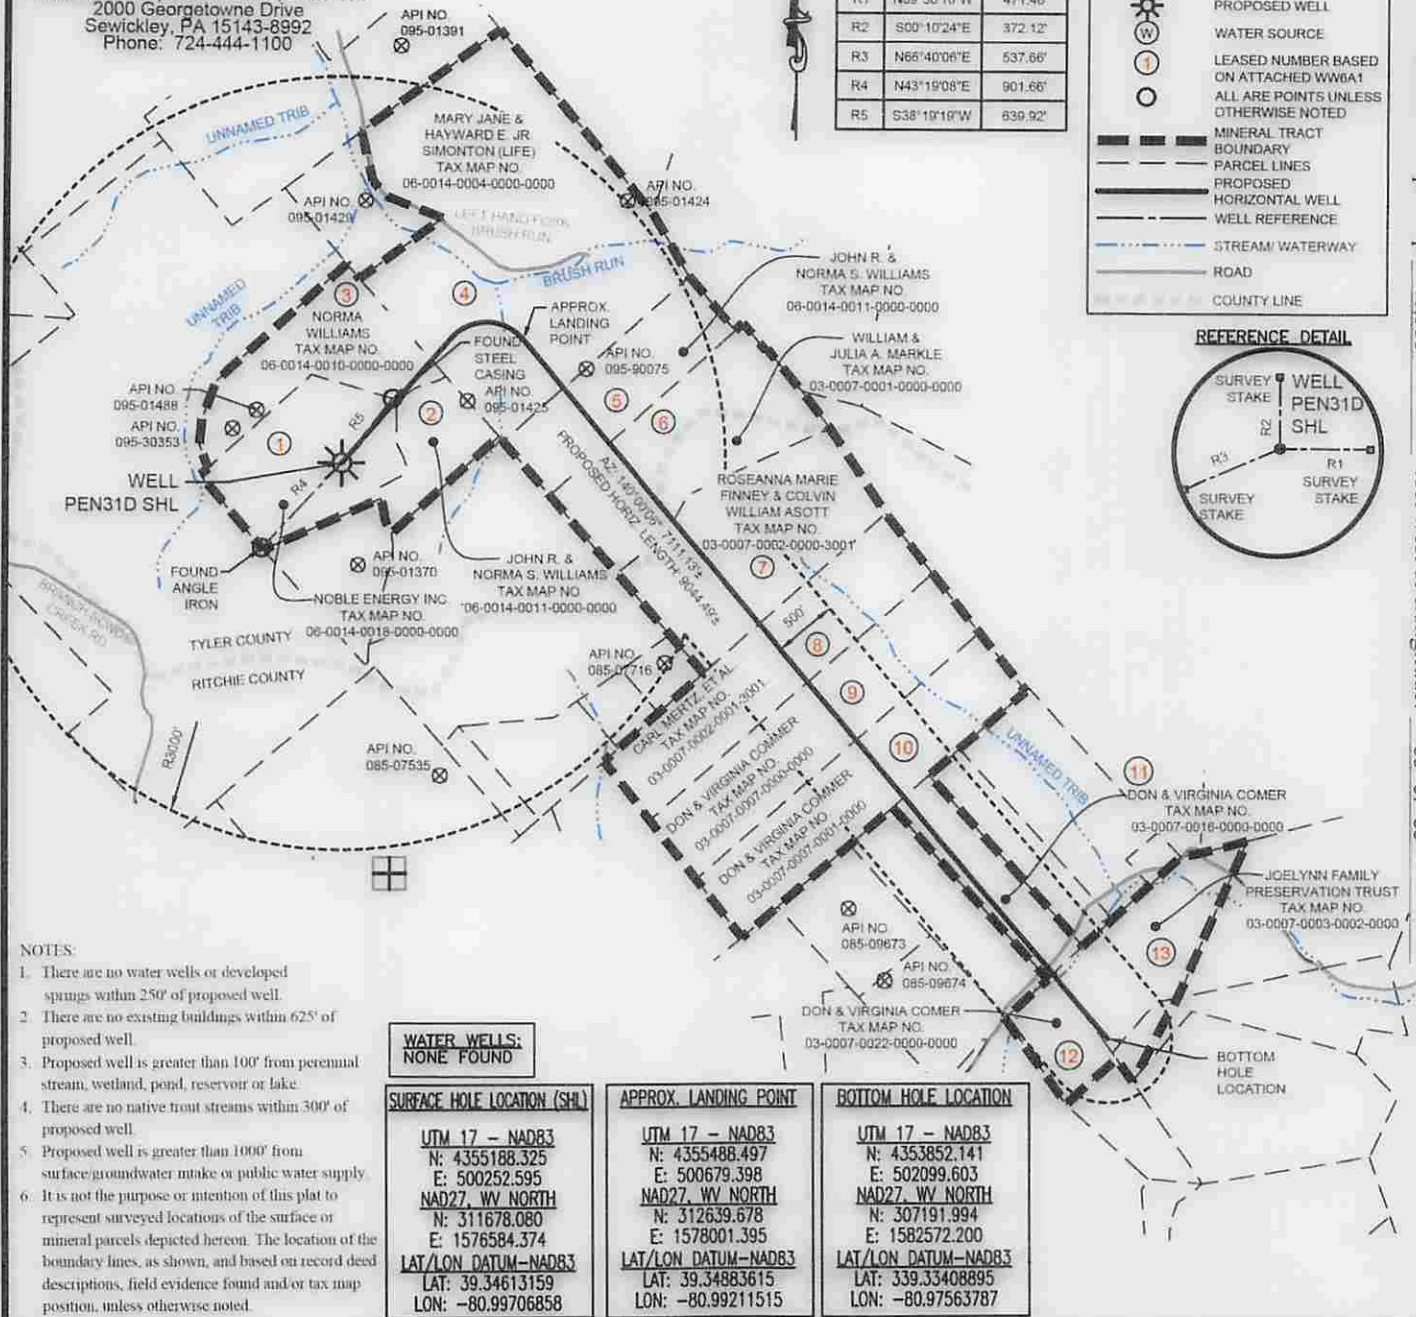 2000 Georgetowne Drive
Sewickley, PA 15143-8992
Phone: 724-444-1100
R2 S00°10'24"E 372.12'
R3 N66°40'06"E 537.66'
R4 N43°19'08"E 901.66'
R5 S38°19'19"W 639.92'
PROPOSED WELL
W WATER SOURCE
1 LEASED NUMBER BASED
ON ATTACHED WW6A1
ALL ARE POINTS UNLESS
OTHERWISE NOTED
MINERAL TRACT
BOUNDARY
PARCEL LINES
PROPOSED
HORIZONTAL WELL
WELL REFERENCE
STREAM/ WATERWAY
ROAD
COUNTY LINE
REFERENCE DETAIL
SURVEY
STAKE
WELL
PEN31D
SHL
R2
R3
R1
SURVEY
STAKE
SURVEY
STAKE
API NO.
095-01391
UNNAMED TRIB
MARY JANE &
HAYWARD E. JR
SIMONTON (LIFE)
TAX MAP NO.
06-0014-0004-0000-0000
API NO.
095-01429
API NO.
095-01424
LEFT HAND FORK
BRUSH RUN
BRUSH RUN
UNNAMED
TRIB
3
NORMA
WILLIAMS
TAX MAP NO.
06-0014-0010-0000-0000
4
APPROX.
LANDING
POINT
FOUND
STEEL
CASING
API NO.
095-01425
API NO.
095-90075
JOHN R. &
NORMA S. WILLIAMS
TAX MAP NO.
06-0014-0011-0000-0000
WILLIAM &
JULIA A. MARKLE
TAX MAP NO.
03-0007-0001-0000-0000
API NO.
095-01488
API NO.
095-30353
1
2
5
6
R5
R4
WELL
PEN31D SHL
FOUND
ANGLE
IRON
API NO.
095-01370
NOBLE ENERGY INC
TAX MAP NO.
06-0014-0018-0000-0000
JOHN R. &
NORMA S. WILLIAMS
TAX MAP NO
06-0014-0011-0000-0000
AZ: 140°00'06" 7111.13'±
PROPOSED HORIZ. LENGTH: 9044.49'±
ROSEANNA MARIE
FINNEY & COLVIN
WILLIAM ASOTT
TAX MAP NO.
03-0007-0002-0000-3001
7
500'
8
9
10
TYLER COUNTY
RITCHIE COUNTY
R3000'
API NO.
085-07716
API NO.
085-07535
CARL MERTZ, ET AL
TAX MAP NO.
03-0007-0002-0001-3001
DON & VIRGINIA COMMER
TAX MAP NO.
03-0007-0007-0000-0000
DON & VIRGINIA COMMER
TAX MAP NO
03-0007-0007-0001-0000
UNNAMED TRIB
11
DON & VIRGINIA COMER
TAX MAP NO.
03-0007-0016-0000-0000
JOELYNN FAMILY
PRESERVATION TRUST
TAX MAP NO.
03-0007-0003-0002-0000
13
API NO.
085-09673
API NO.
085-09674
DON & VIRGINIA COMER
TAX MAP NO.
03-0007-0022-0000-0000
12
BOTTOM
HOLE
LOCATION
NOTES:
1. There are no water wells or developed
springs within 250' of proposed well.
2. There are no existing buildings within 625' of
proposed well.
3. Proposed well is greater than 100' from perennial
stream, wetland, pond, reservoir or lake.
4. There are no native trout streams within 300' of
proposed well.
5. Proposed well is greater than 1000' from
surface/groundwater intake or public water supply.
6. It is not the purpose or intention of this plat to
represent surveyed locations of the surface or
mineral parcels depicted hereon. The location of the
boundary lines, as shown, and based on record deed
descriptions, field evidence found and/or tax map
position, unless otherwise noted.
WATER WELLS:
NONE FOUND
SURFACE HOLE LOCATION (SHL)
UTM 17 - NAD83
N: 4355188.325
E: 500252.595
NAD27, WV NORTH
N: 311678.080
E: 1576584.374
LAT/LON DATUM-NAD83
LAT: 39.34613159
LON: -80.99706858
APPROX. LANDING POINT
UTM 17 - NAD83
N: 4355488.497
E: 500679.398
NAD27, WV NORTH
N: 312639.678
E: 1578001.395
LAT/LON DATUM-NAD83
LAT: 39.34883615
LON: -80.99211515
BOTTOM HOLE LOCATION
UTM 17 - NAD83
N: 4353852.141
E: 502099.603
NAD27, WV NORTH
N: 307191.994
E: 1582572.200
LAT/LON DATUM-NAD83
LAT: 339.33408895
LON: -80.97563787